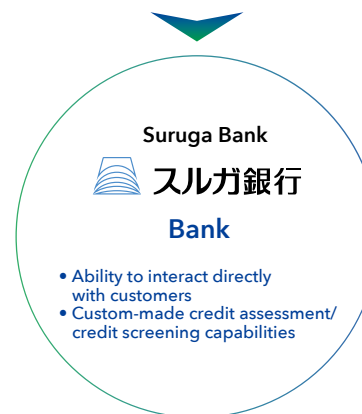 Suruga Bank
スルガ銀行
Bank
• Ability to interact directly
with customers
• Custom-made credit assessment/
credit screening capabilities